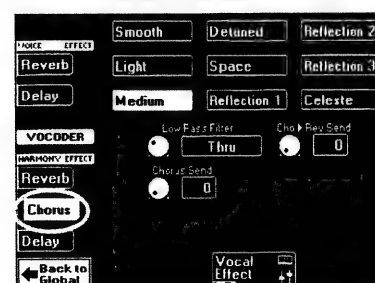 Smooth
Detuned
Reflection 2
VOICE EFFECT
Reverb
Light
Space
Reflection 3
Delay
Medium
Reflection 1
Celeste
Low Pass Filter
Cho▶Rev Send
VOCODER
Thru
0
HARMONY EFFECT
Reverb
Chorus Send
0
Chorus
Delay
Back to Global
Vocal Effect